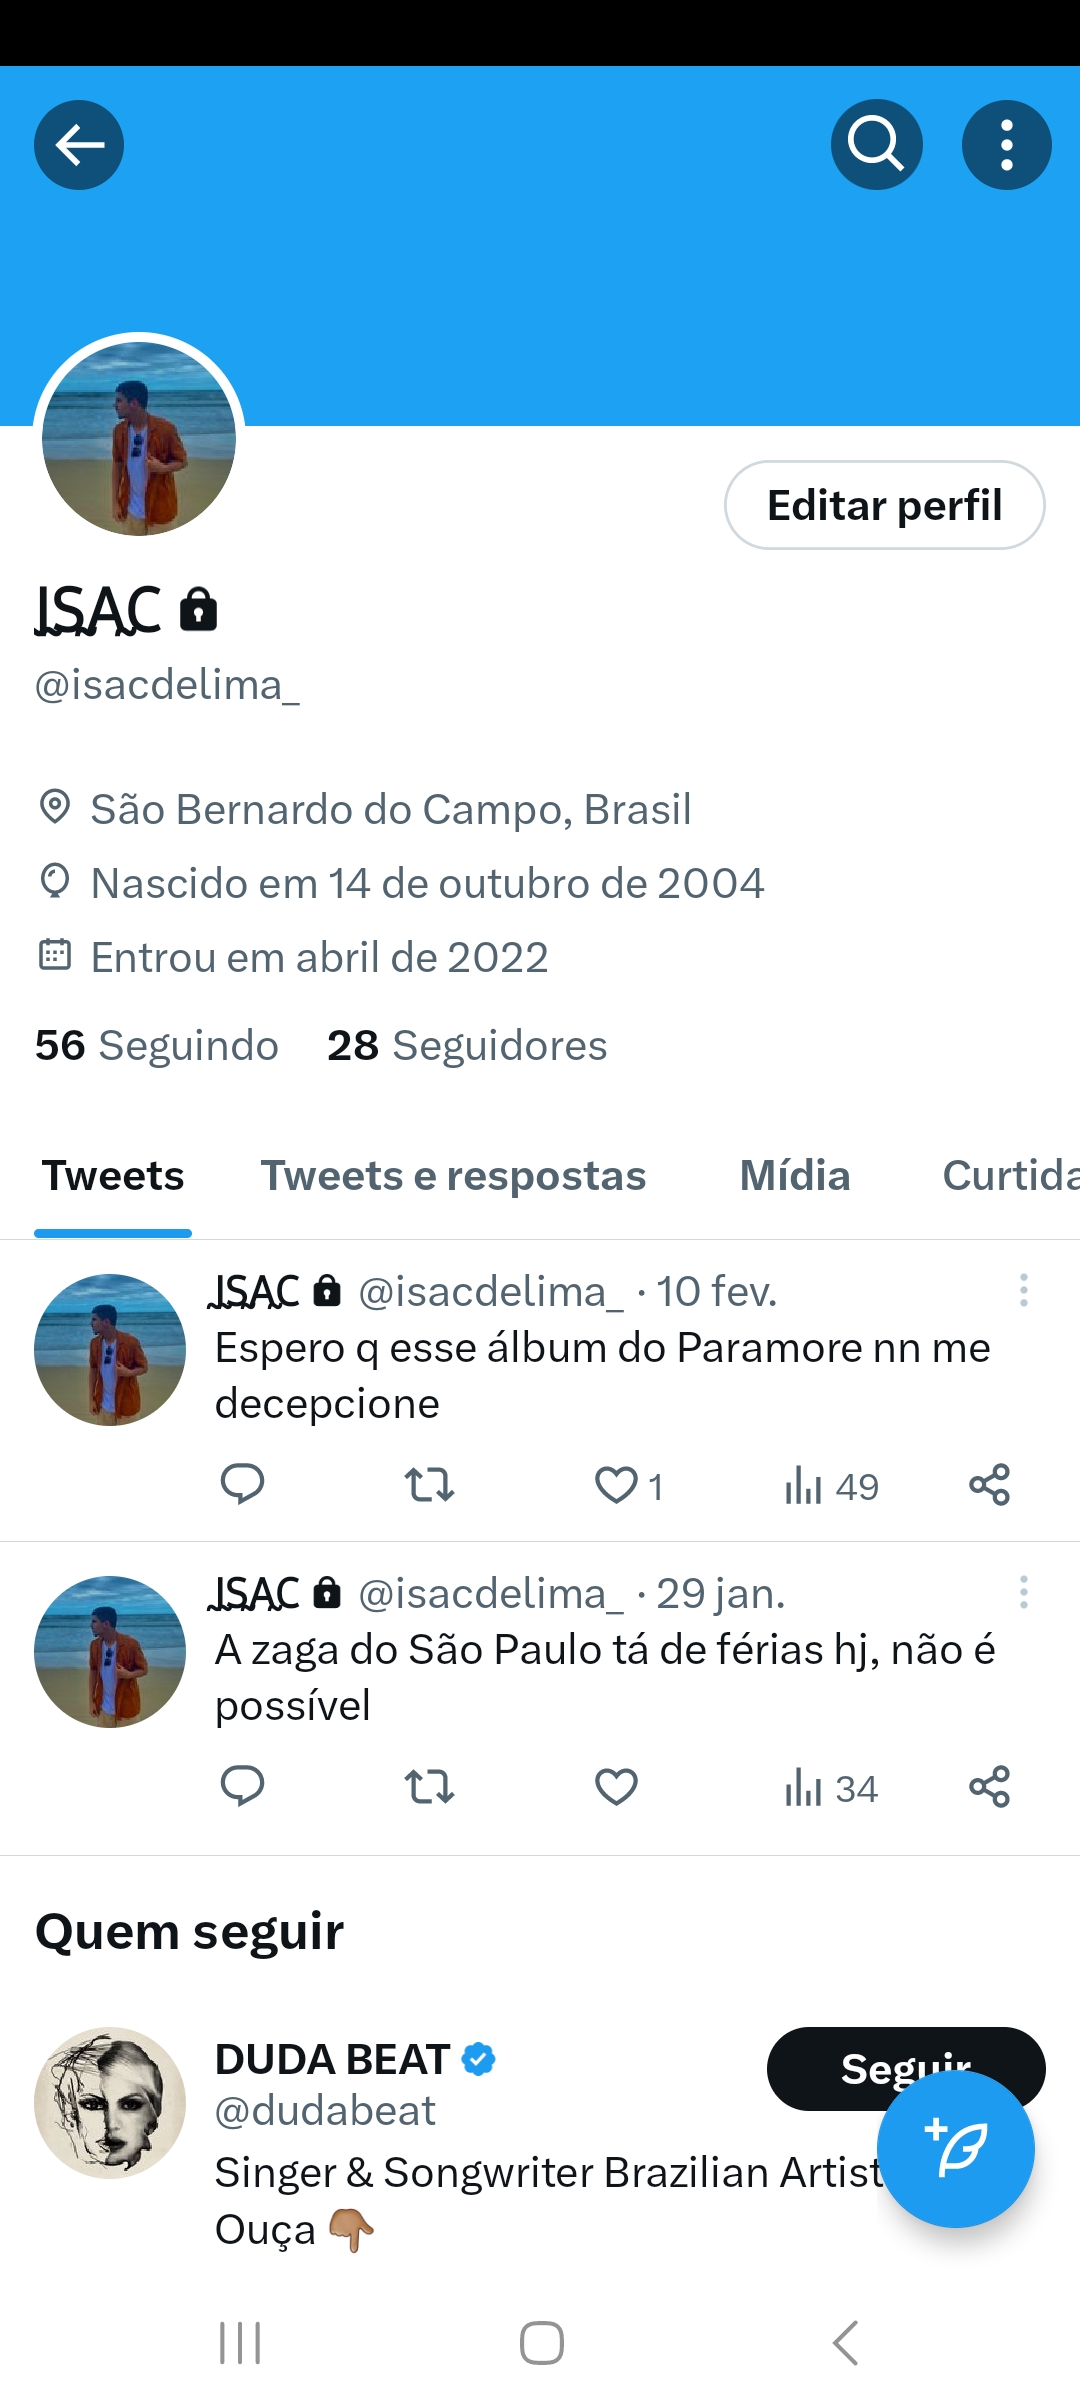 ISAC
@isacdelima_
Editar perfil
São Bernardo do Campo, Brasil
Nascido em 14 de outubro de 2004
Entrou em abril de 2022
56 Seguindo 28 Seguidores
Tweets Tweets e respostas Mídia Curtida
ISAC @isacdelima_ · 10 fev.
Espero q esse álbum do Paramore nn me
decepcione
1 49
ISAC @isacdelima_ · 29 jan.
A zaga do São Paulo tá de férias hj, não é
possível
34
Quem seguir
DUDA BEAT
Seguir
@dudabeat
Singer & Songwriter Brazilian Artist
Ouça 👇🏽